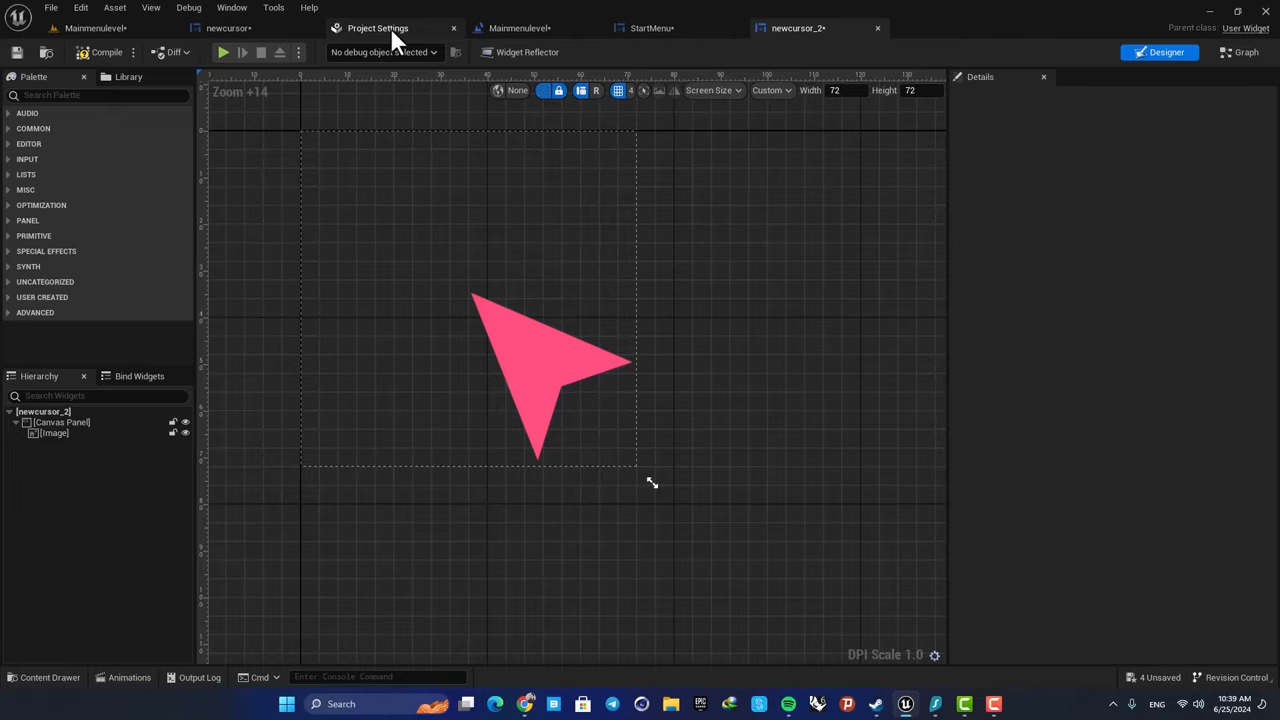 File Edit Asset View Debug Window Tools Help
Mainmenulevel* newcursor* Project Settings Mainmenulevel* StartMenu* newcursor_2* Parent class: User Widget
Compile Diff No debug object selected Widget Reflector Designer Graph
Palette Library Details
Search Palette
Zoom +14 None R 4 Screen Size Custom Width 72 Height 72
AUDIO
COMMON
EDITOR
INPUT
LISTS
MISC
OPTIMIZATION
PANEL
PRIMITIVE
SPECIAL EFFECTS
SYNTH
UNCATEGORIZED
USER CREATED
ADVANCED
Hierarchy Bind Widgets
Search Widgets
[newcursor_2]
[Canvas Panel]
[Image]
DPI Scale 1.0
Content Drawer Animations Output Log Cmd Enter Console Command 4 Unsaved Revision Control
Search ENG 10:39 AM
6/25/2024